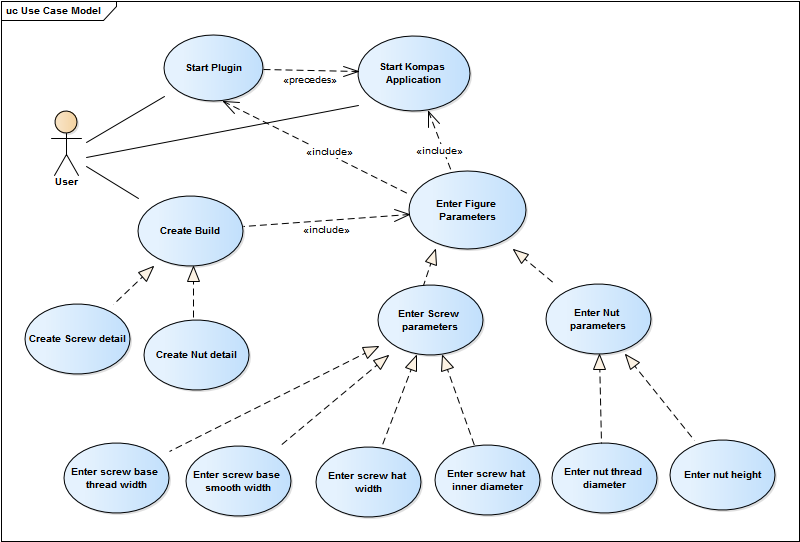 uc Use Case Model
Start Plugin
Start Kompas
Application
«precedes»
User
«include»
«include»
Enter Figure
Parameters
Create Build
«include»
Create Screw detail
Create Nut detail
Enter Screw
parameters
Enter Nut
parameters
Enter screw base
thread width
Enter screw base
smooth width
Enter screw hat
width
Enter screw hat
inner diameter
Enter nut thread
diameter
Enter nut height